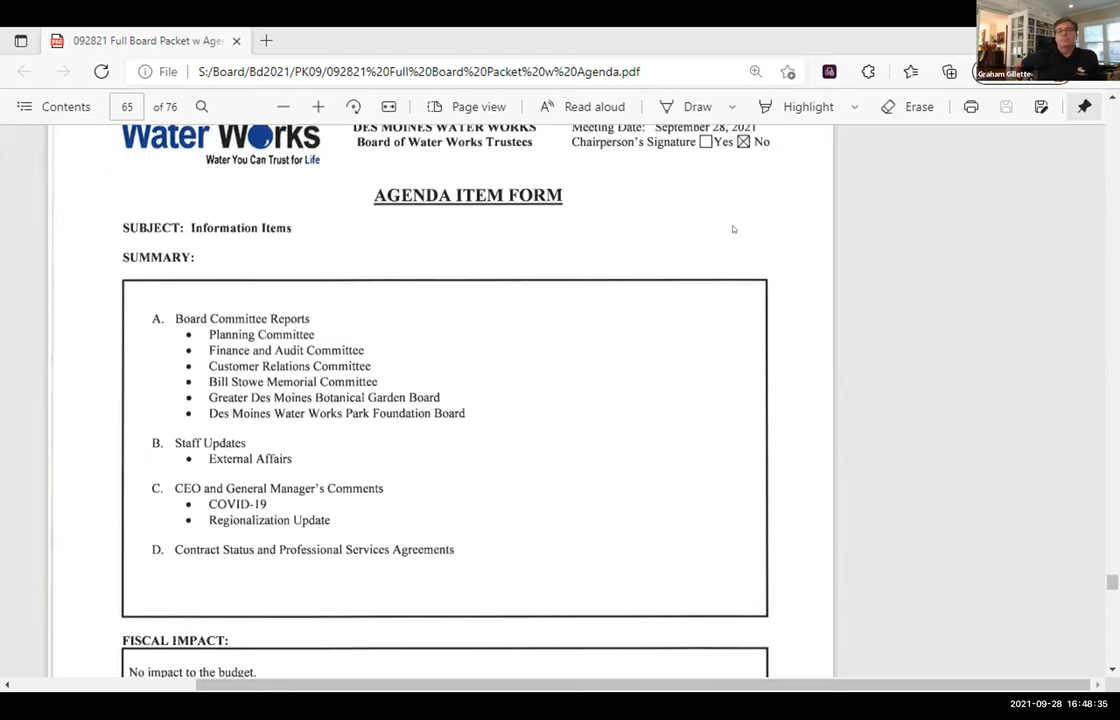 092821 Full Board Packet w Age
File S:/Board/Bd2021/PK09/092821%20Full%20Board%20Packet%20w%20Agenda.pdf
Graham Gillette
Contents 65 of 76 Page view Read aloud Draw Highlight Erase
Water Works
Water You Can Trust for Life
DES MOINES WATER WORKS
Board of Water Works Trustees
Meeting Date: September 28, 2021
Chairperson's Signature Yes No
AGENDA ITEM FORM
SUBJECT: Information Items
SUMMARY:
A. Board Committee Reports
• Planning Committee
• Finance and Audit Committee
• Customer Relations Committee
• Bill Stowe Memorial Committee
• Greater Des Moines Botanical Garden Board
• Des Moines Water Works Park Foundation Board
B. Staff Updates
• External Affairs
C. CEO and General Manager's Comments
• COVID-19
• Regionalization Update
D. Contract Status and Professional Services Agreements
FISCAL IMPACT:
No impact to the budget.
2021-09-28 16:48:35